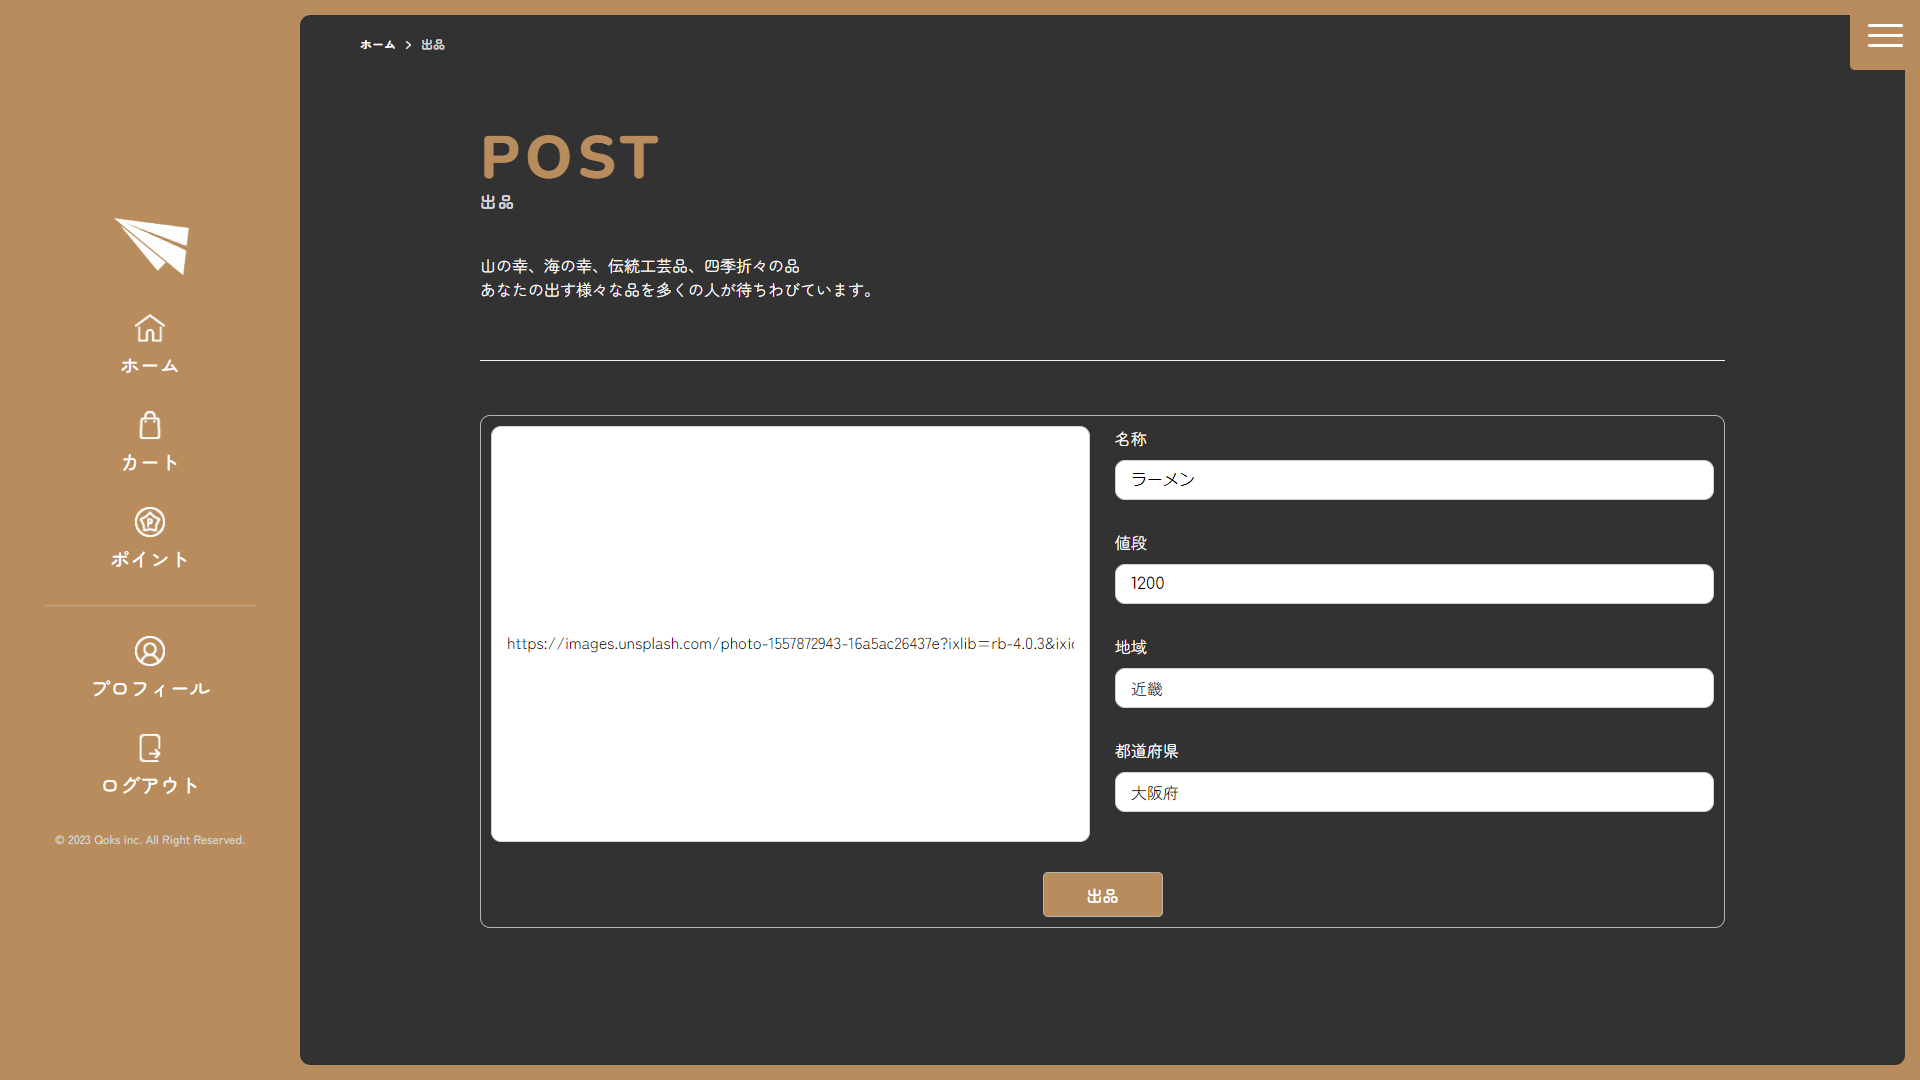 ホーム
カート
P
ポイント
プロフィール
ログアウト
© 2023 Qoks inc. All Right Reserved.
ホーム > 出品
POST
出品
山の幸、海の幸、伝統工芸品、四季折々の品
あなたの出す様々な品を多くの人が待ちわびています。
https://images.unsplash.com/photo-1557872943-16a5ac26437e?ixlib=rb-4.0.3&ixi
名称
ラーメン
値段
1200
地域
近畿
都道府県
大阪府
出品